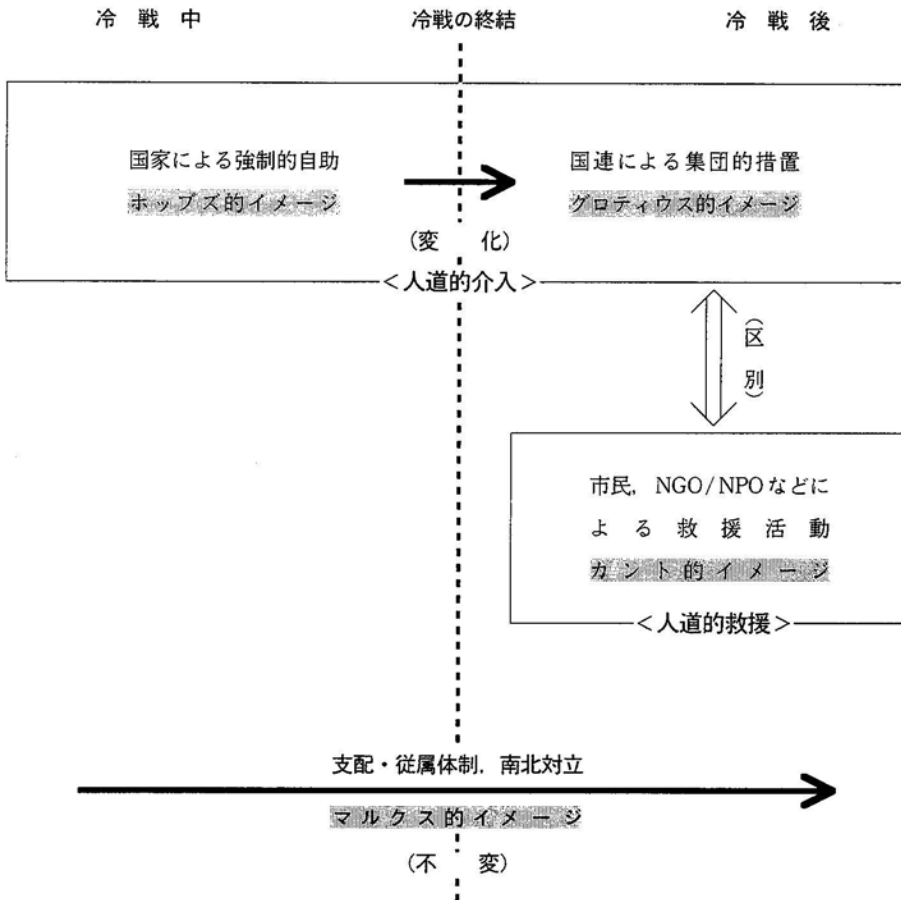 冷戦中 冷戦の終結 冷戦後
国家による強制的自助 国連による集団的措置
ホッブズ的イメージ グロティウス的イメージ
(変化)
<人道的介入>
(区別)
市民, NGO/NPOなどに
よる救援活動
カント的イメージ
<人道的救援>
支配・従属体制, 南北対立
マルクス的イメージ
(不変)